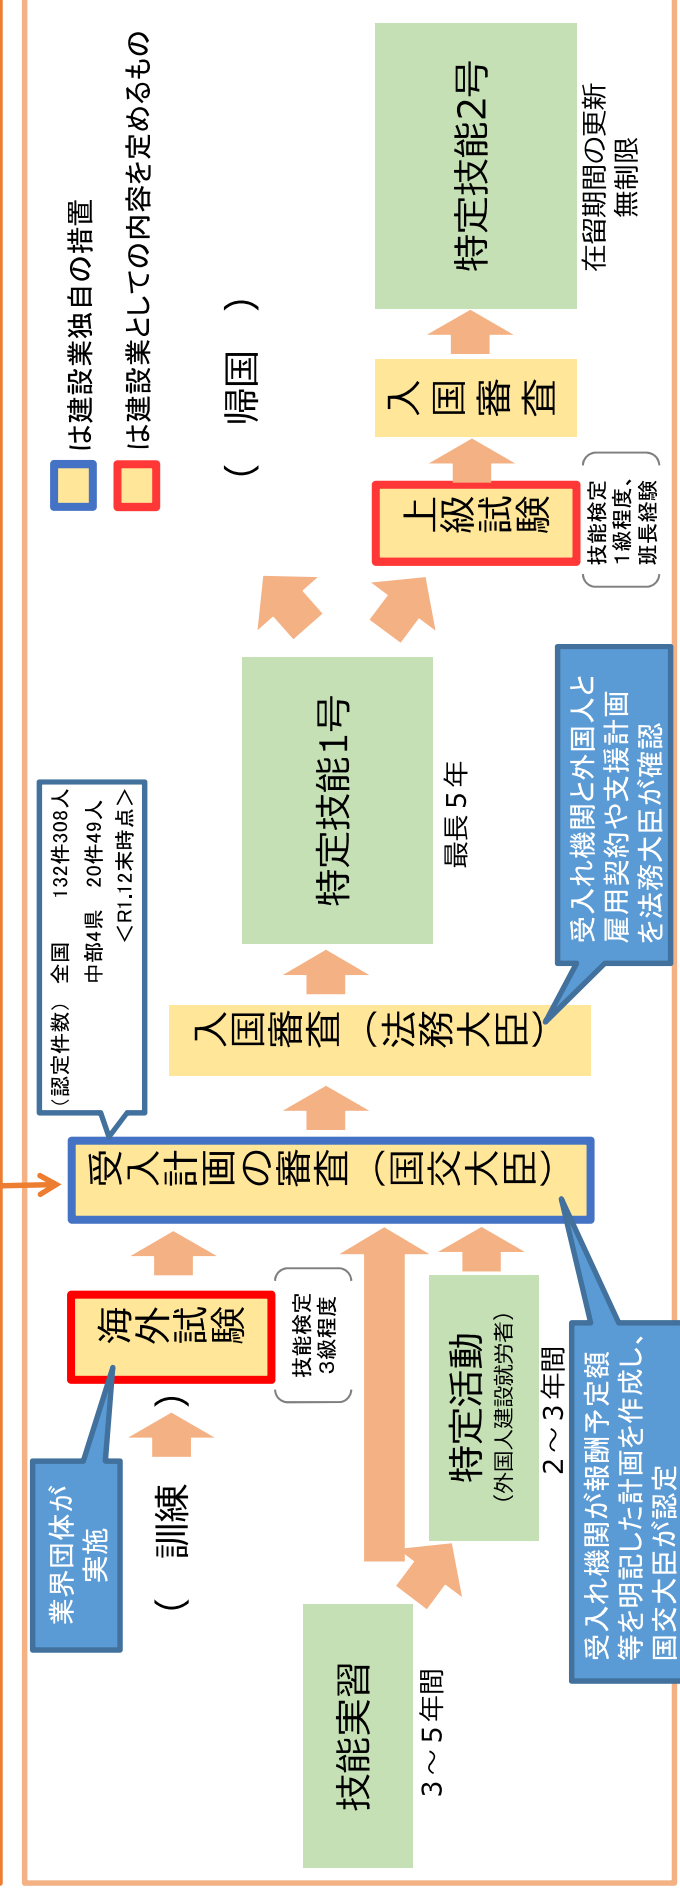 は建設業独自の措置
は建設業としての内容を定めるもの
（認定件数） 全国 132件308人
中部4県 20件49人
＜R1.12末時点＞
業界団体が
実施
（ 訓練 ）
海外試験
技能検定
3級程度
技能実習
３～５年間
特定活動
（外国人建設就労者）
２～３年間
受入計画の審査（国交大臣）
受入れ機関が報酬予定額
等を明記した計画を作成し、
国交大臣が認定
入国審査（法務大臣）
受入れ機関と外国人と
雇用契約や支援計画
を法務大臣が確認
特定技能1号
最長５年
（ 帰国 ）
上級試験
技能検定
1級程度、
班長経験
入国審査
特定技能2号
在留期間の更新
無制限